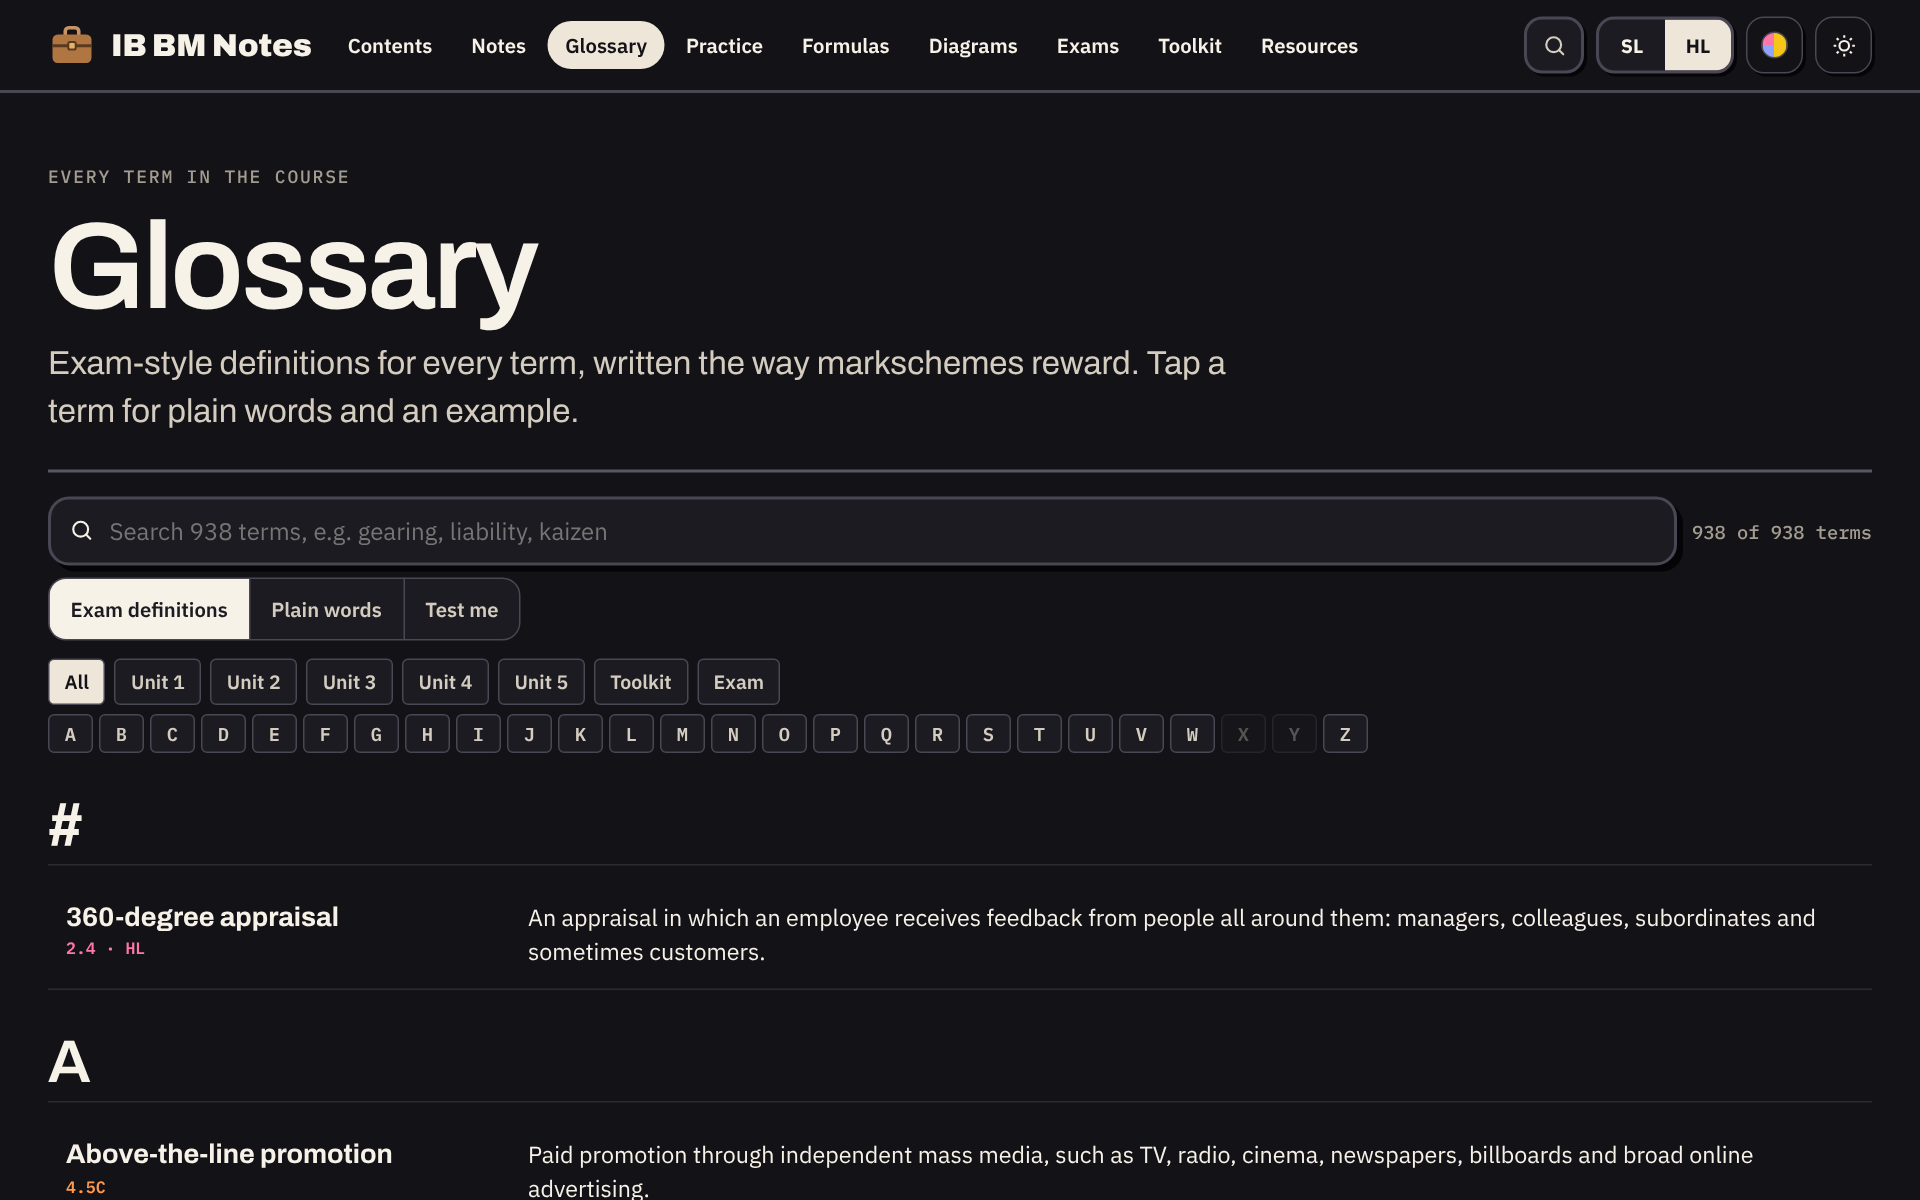 IB BM Notes
Contents
Notes
Glossary
Practice
Formulas
Diagrams
Exams
Toolkit
Resources
SL
HL
EVERY TERM IN THE COURSE
Glossary
Exam-style definitions for every term, written the way markschemes reward. Tap a
term for plain words and an example.
Search 938 terms, e.g. gearing, liability, kaizen
938 of 938 terms
Exam definitions
Plain words
Test me
All
Unit 1
Unit 2
Unit 3
Unit 4
Unit 5
Toolkit
Exam
A B C D E F G H I J K L M N O P Q R S T U V W X Y Z
#
360-degree appraisal
2.4 · HL
An appraisal in which an employee receives feedback from people all around them: managers, colleagues, subordinates and
sometimes customers.
A
Above-the-line promotion
4.5C
Paid promotion through independent mass media, such as TV, radio, cinema, newspapers, billboards and broad online
advertising.